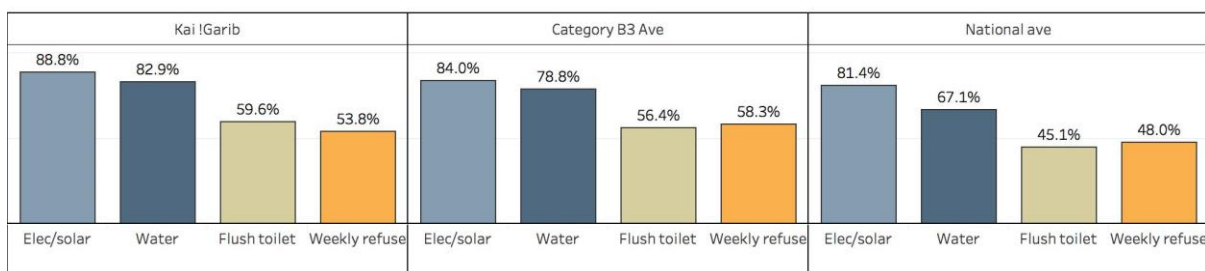 Kai !Garib Category B3 Ave National ave
88.8% 82.9% 59.6% 53.8% 84.0% 78.8% 56.4% 58.3% 81.4% 67.1% 45.1% 48.0%
Elec/solar Water Flush toilet Weekly refuse Elec/solar Water Flush toilet Weekly refuse Elec/solar Water Flush toilet Weekly refuse